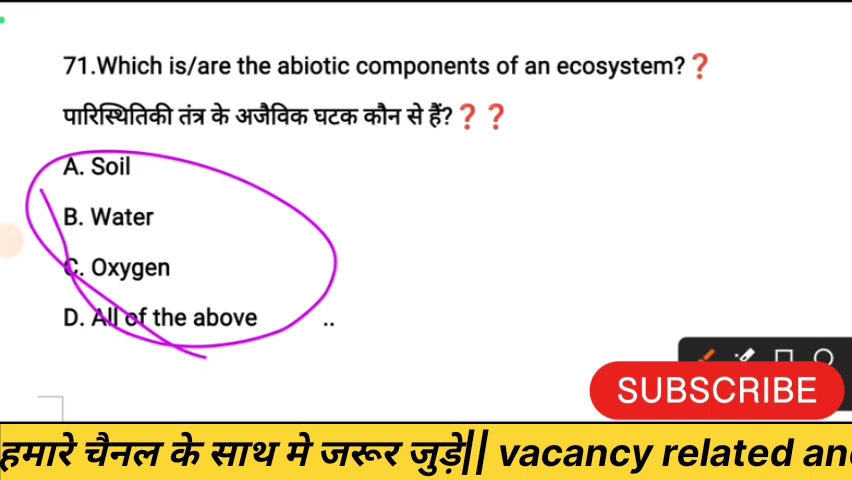 71.Which is/are the abiotic components of an ecosystem?❓
पारिस्थितिकी तंत्र के अजैविक घटक कौन से हैं?❓❓
A. Soil
B. Water
C. Oxygen
D. All of the above ..
SUBSCRIBE
हमारे चैनल के साथ मे जरूर जुड़े|| vacancy related